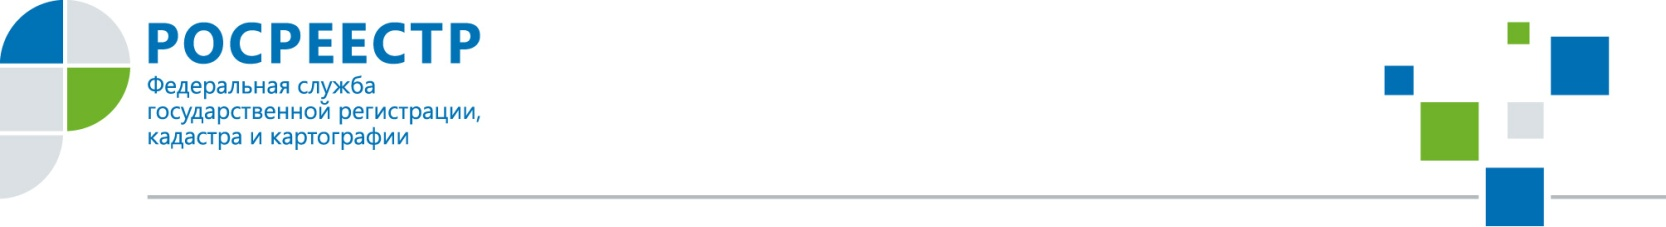 РОСРЕЕСТР
Федеральная служба
государственной регистрации,
кадастра и картографии